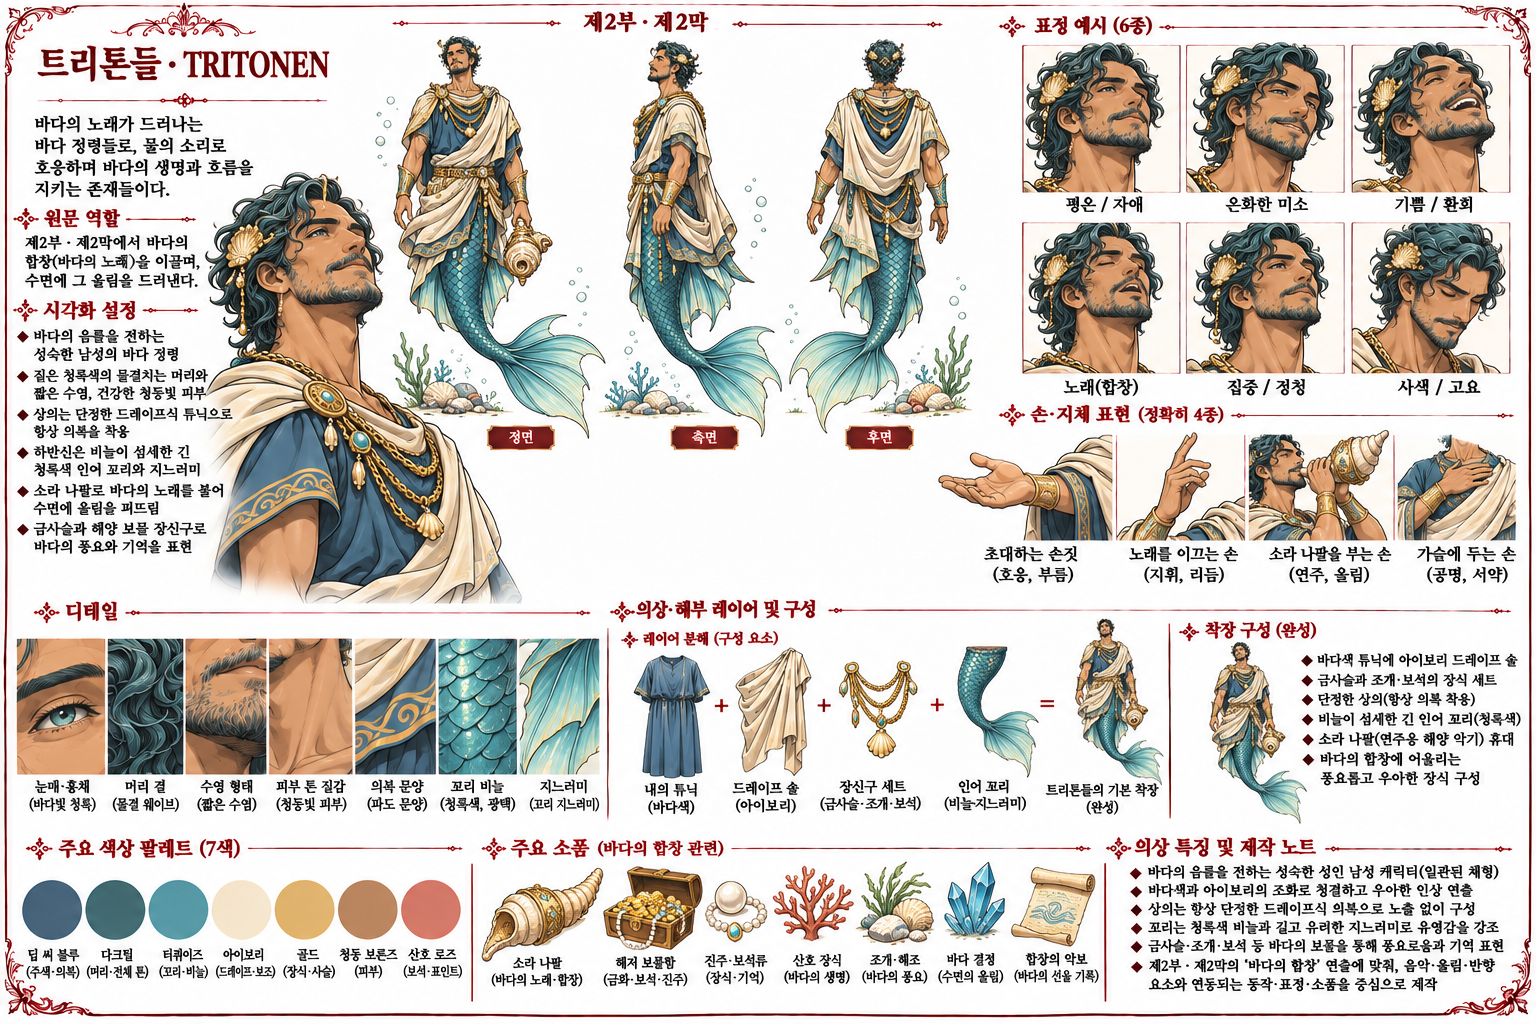 트리톤들 · TRITONEN
바다의 노래가 드러나는
바다 정령들로, 물의 소리로
호응하며 바다의 생명과 흐름을
지키는 존재들이다.
원문 역할
제2부 · 제2막에서 바다의
합창(바다의 노래)을 이끌며,
수면에 그 울림을 드러낸다.
시각화 설정
바다의 음률을 전하는
성숙한 남성의 바다 정령
짙은 청록색의 물결치는 머리와
짧은 수염, 건강한 청동빛 피부
상의는 단정한 드레이프식 튜닉으로
항상 의복을 착용
하반신은 비늘이 섬세한 긴
청록색 인어 꼬리와 지느러미
소라 나팔로 바다의 노래를 불어
수면에 울림을 퍼뜨림
금사슬과 해양 보물 장신구로
바다의 풍요와 기억을 표현
제2부 · 제2막
정면
측면
후면
표정 예시 (6종)
평온 / 자애
온화한 미소
기쁨 / 환희
노래(합창)
집중 / 경청
사색 / 고요
손·지체 표현 (정확히 4종)
초대하는 손짓
(호응, 부름)
노래를 이끄는 손
(지휘, 리듬)
소라 나팔을 부는 손
(연주, 울림)
가슴에 두는 손
(공명, 서약)
디테일
눈매·홍채
(바다빛 청록)
머리 결
(물결 웨이브)
수염 형태
(짧은 수염)
피부 톤 질감
(청동빛 피부)
의복 문양
(파도 문양)
꼬리 비늘
(청록색, 광택)
지느러미
(꼬리 지느러미)
의상·해부 레이어 및 구성
레이어 분해 (구성 요소)
+
+
+
=
내의 튜닉
(바다색)
드레이프 숄
(아이보리)
장신구 세트
(금사슬·조개·보석)
인어 꼬리
(비늘·지느러미)
트리톤들의 기본 착장
(완성)
착장 구성 (완성)
바다색 튜닉에 아이보리 드레이프 숄
금사슬과 조개·보석의 장식 세트
단정한 상의(항상 의복 착용)
비늘이 섬세한 긴 인어 꼬리(청록색)
소라 나팔(연주용 해양 악기) 휴대
바다의 합창에 어울리는
풍요롭고 우아한 장식 구성
주요 색상 팔레트 (7색)
딥 씨 블루
(주색·의복)
다크틸
(머리·전체 톤)
터콰이즈
(꼬리·비늘)
아이보리
(드레이프·보조)
골드
(장식·사슬)
청동 브론즈
(피부)
산호 로즈
(보석·포인트)
주요 소품 (바다의 합창 관련)
소라 나팔
(바다의 노래·합창)
해저 보물함
(금화·보석·진주)
진주·보석류
(장식·기억)
산호 장식
(바다의 생명)
조개·해조
(바다의 풍요)
바다 결정
(수면의 울림)
합창의 악보
(바다의 선율 기록)
의상 특징 및 제작 노트
바다의 음률을 전하는 성숙한 성인 남성 캐릭터(일관된 체형)
바다색과 아이보리의 조화로 청결하고 우아한 인상 연출
상의는 항상 단정한 드레이프식 의복으로 노출 없이 구성
꼬리는 청록색 비늘과 길고 유려한 지느러미로 유영감을 강조
금사슬·조개·보석 등 바다의 보물을 통해 풍요로움과 기억 표현
제2부 · 제2막의 '바다의 합창' 연출에 맞춰, 음악·울림·반향
요소와 연동되는 동작·표정·소품을 중심으로 제작